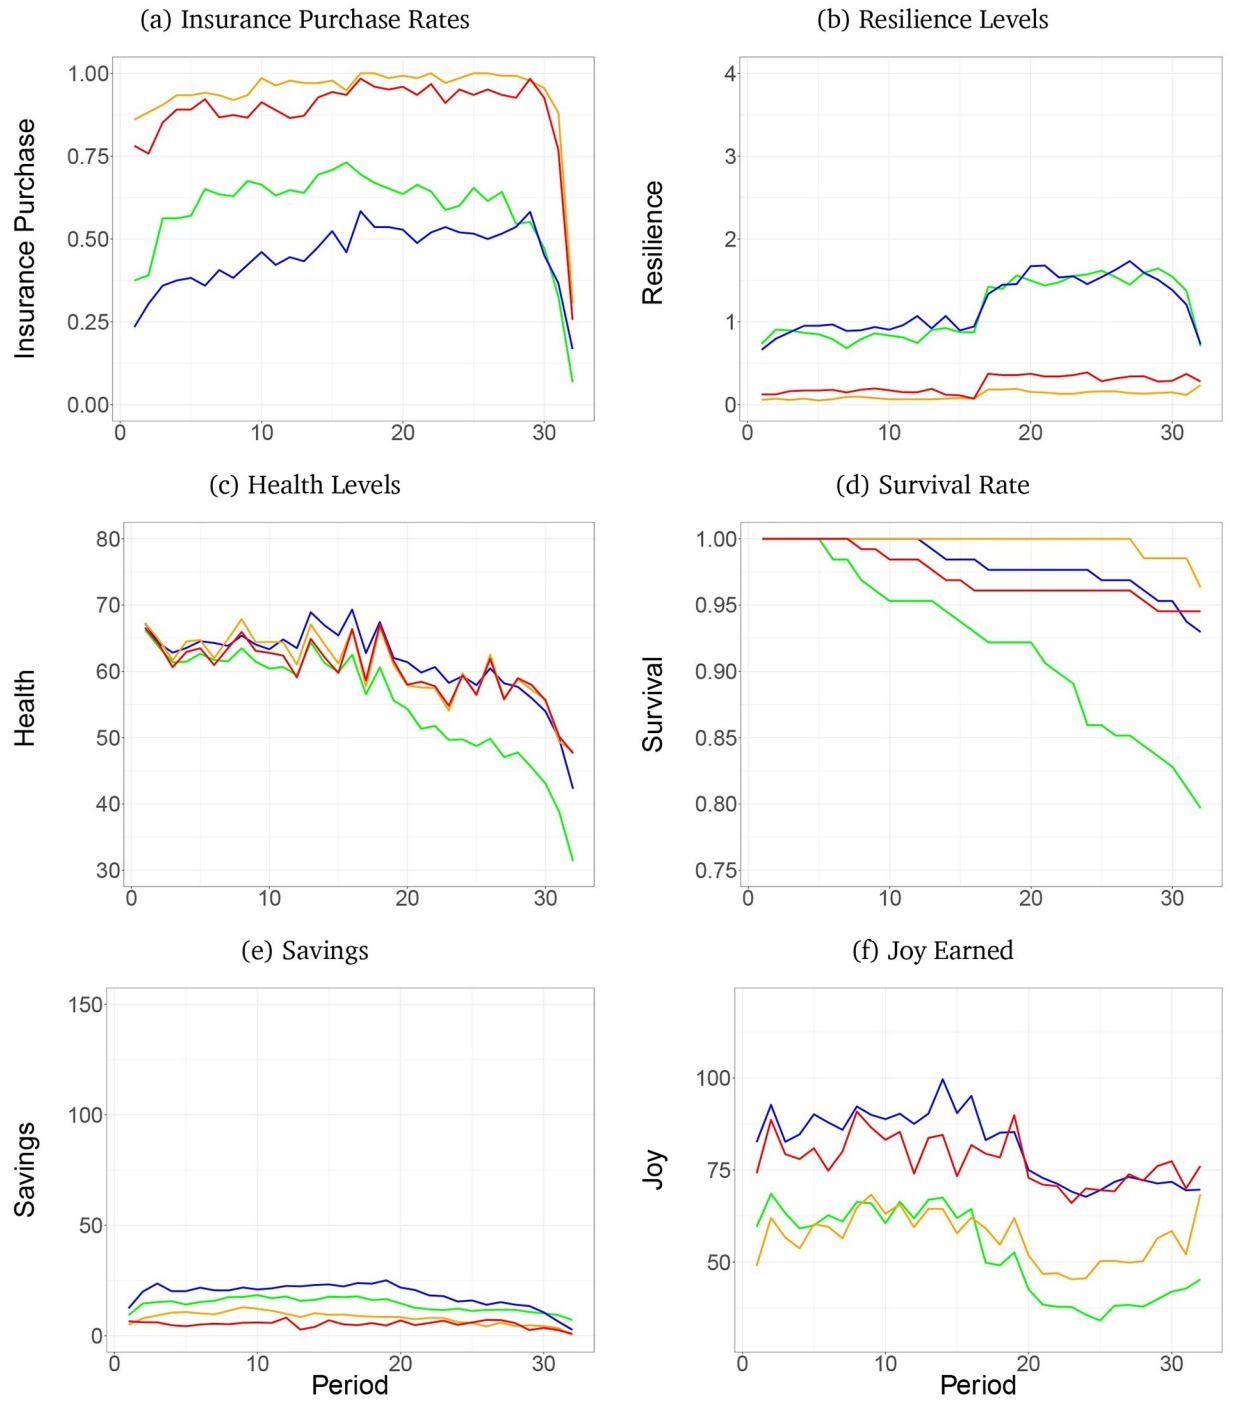 (a) Insurance Purchase Rates
(b) Resilience Levels
Insurance Purchase
1.00
0.75
0.50
0.25
0.00
0 10 20 30
Resilience
4
3
2
1
0
0 10 20 30
(c) Health Levels
(d) Survival Rate
Health
80
70
60
50
40
30
0 10 20 30
Survival
1.00
0.95
0.90
0.85
0.80
0.75
0 10 20 30
(e) Savings
(f) Joy Earned
Savings
150
100
50
0
0 10 20 30
Period
Joy
100
75
50
0 10 20 30
Period